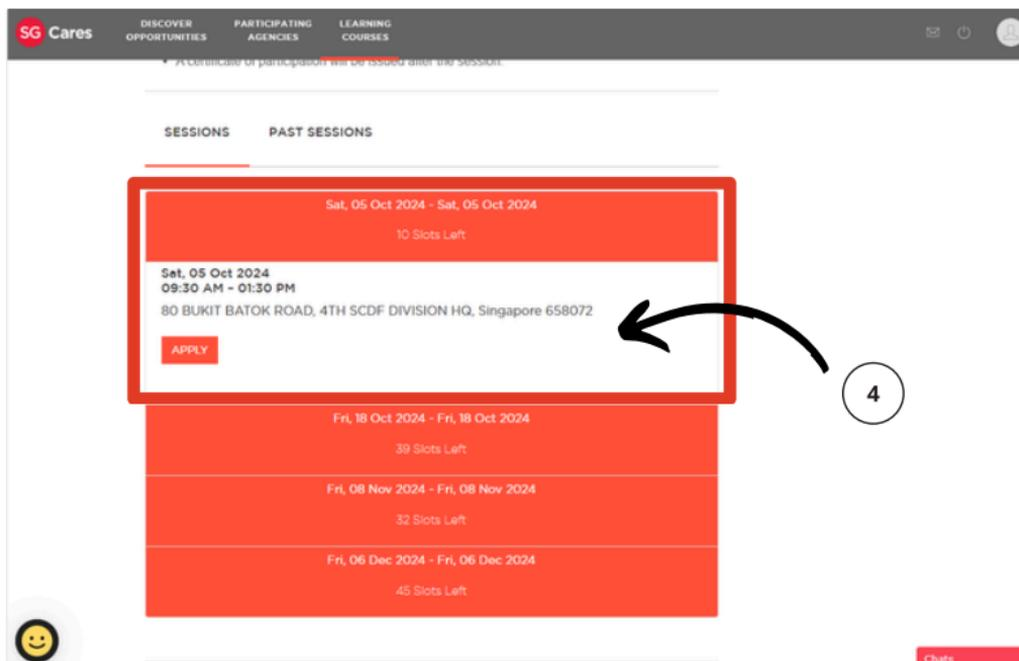 SG Cares
DISCOVER OPPORTUNITIES
PARTICIPATING AGENCIES
LEARNING COURSES
• A certificate of participation will be issued after the session.
SESSIONS PAST SESSIONS
Sat, 05 Oct 2024 - Sat, 05 Oct 2024
10 Slots Left
Sat, 05 Oct 2024
09:30 AM - 01:30 PM
80 BUKIT BATOK ROAD, 4TH SCDF DIVISION HQ, Singapore 658072
APPLY
4
Fri, 18 Oct 2024 - Fri, 18 Oct 2024
39 Slots Left
Fri, 08 Nov 2024 - Fri, 08 Nov 2024
32 Slots Left
Fri, 06 Dec 2024 - Fri, 06 Dec 2024
45 Slots Left
Chats